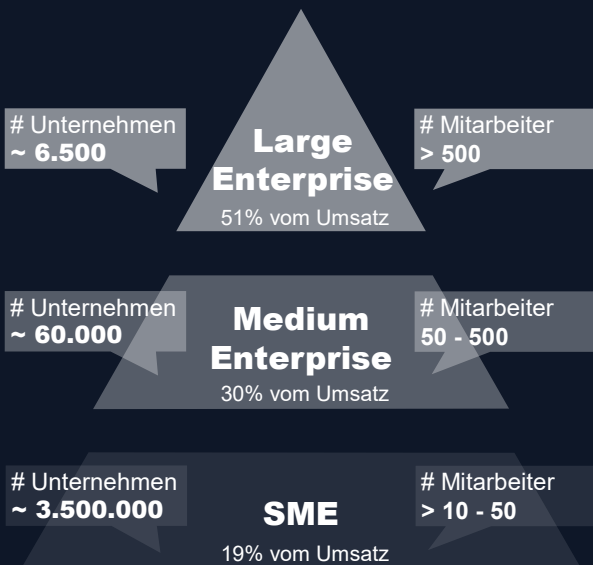 # Unternehmen
~ 6.500
Large
Enterprise
51% vom Umsatz
# Mitarbeiter
> 500
# Unternehmen
~ 60.000
Medium
Enterprise
30% vom Umsatz
# Mitarbeiter
50 - 500
# Unternehmen
~ 3.500.000
SME
19% vom Umsatz
# Mitarbeiter
> 10 - 50